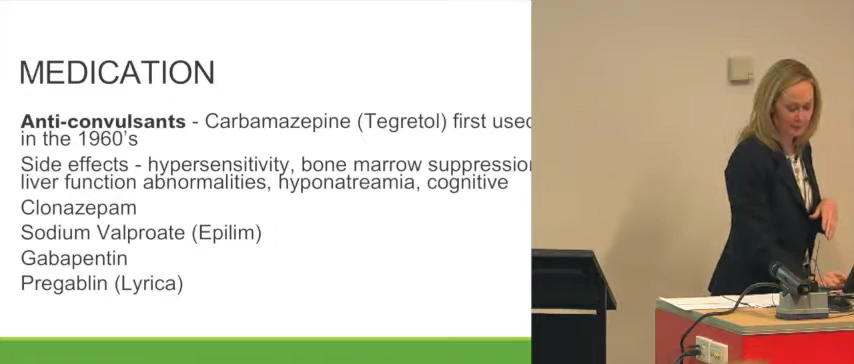 MEDICATION
Anti-convulsants - Carbamazepine (Tegretol) first used
in the 1960's
Side effects - hypersensitivity, bone marrow suppression
liver function abnormalities, hyponatreamia, cognitive
Clonazepam
Sodium Valproate (Epilim)
Gabapentin
Pregablin (Lyrica)